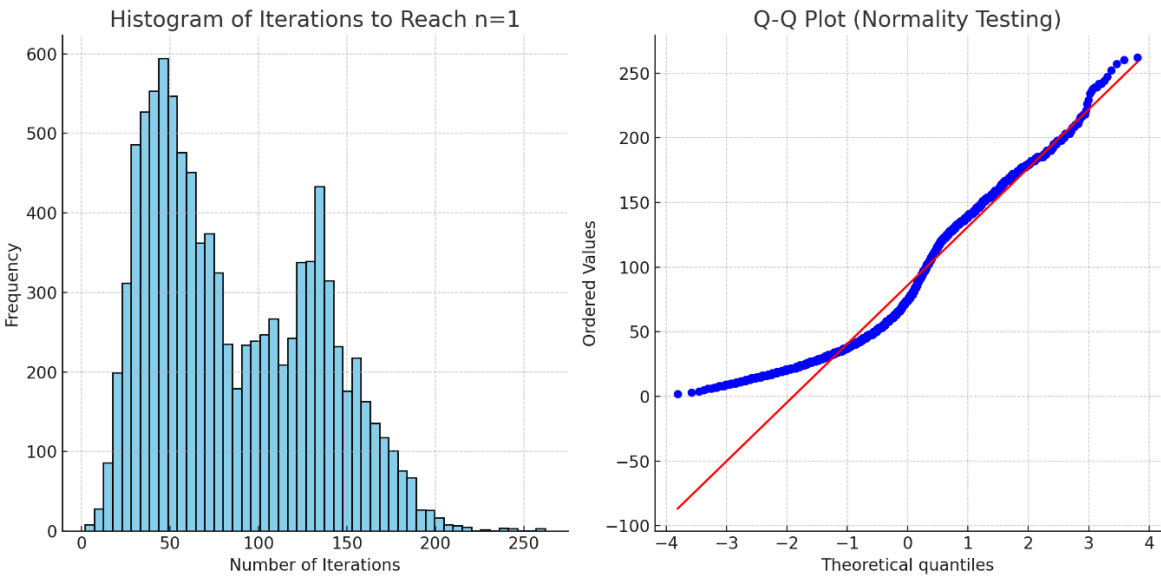 Histogram of Iterations to Reach n=1
600
500
400
300
200
100
0
Frequency
0 50 100 150 200 250
Number of Iterations
Q-Q Plot (Normality Testing)
250
200
150
100
50
0
−50
−100
Ordered Values
−4 −3 −2 −1 0 1 2 3 4
Theoretical quantiles